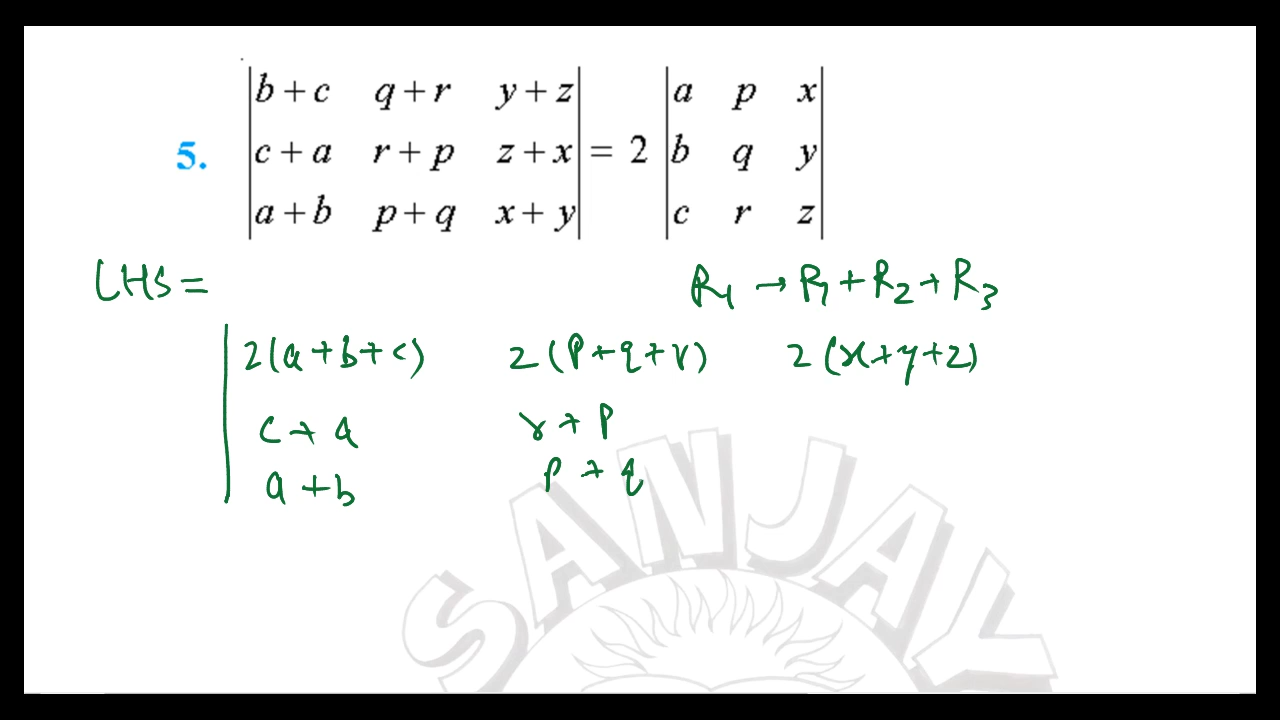 |b + c   q + r   y + z|     |a   p   x|
5. |c + a   r + p   z + x| = 2 |b   q   y|
|a + b   p + q   x + y|     |c   r   z|
LHS =   R1 → R1 + R2 + R3
|2(a+b+c)   2(p+q+r)   2(x+y+z)
c + a   r + p
a + b   p + q
SANJAY